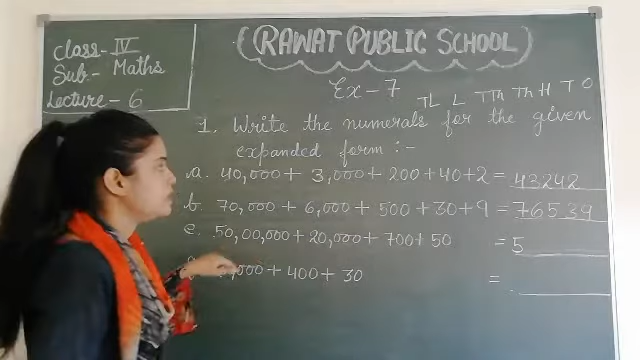 RAWAT PUBLIC SCHOOL
Class- IV
Sub.- Maths
Lecture - 6
Ex - 7
TL L TTh Th H T O
1. Write the numerals for the given
expanded form :-
a. 40,000 + 3,000 + 200 + 40 + 2 = 43242
b. 70,000 + 6,000 + 500 + 30 + 9 = 76539
c. 50,00,000 + 20,000 + 700 + 50 = 5
,000 + 400 + 30 =